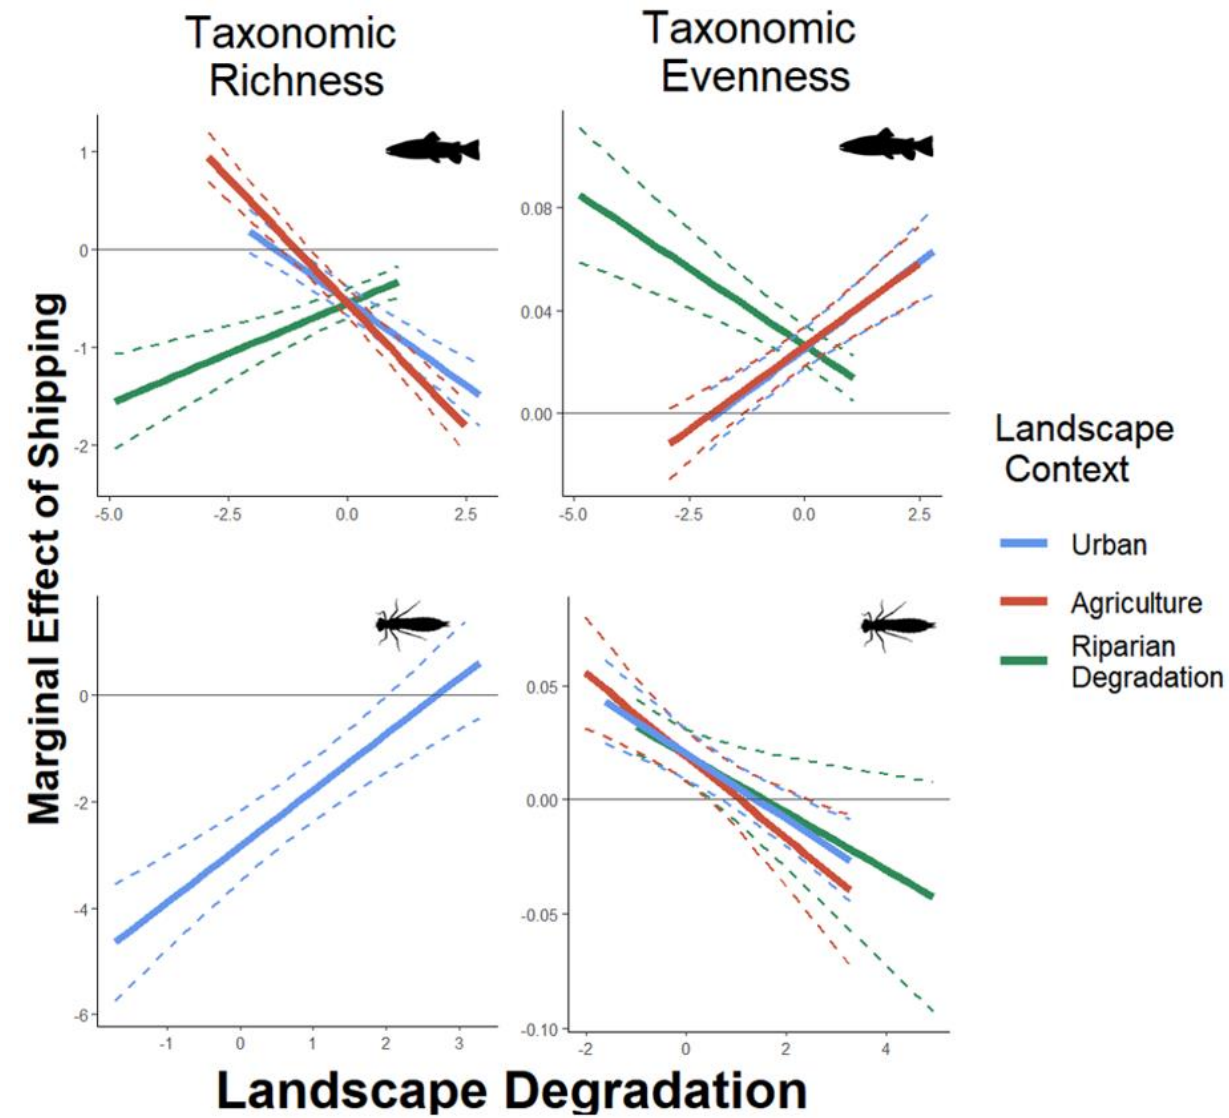 Taxonomic
Richness
Taxonomic
Evenness
Marginal Effect of Shipping
1
0
-1
-2
-5.0
-2.5
0.0
2.5
0.08
0.04
0.00
-5.0
-2.5
0.0
2.5
Landscape
Context
Urban
Agriculture
Riparian
Degradation
0
-2
-4
-6
-1
0
1
2
3
0.05
0.00
-0.05
-0.10
-2
0
2
4
Landscape Degradation